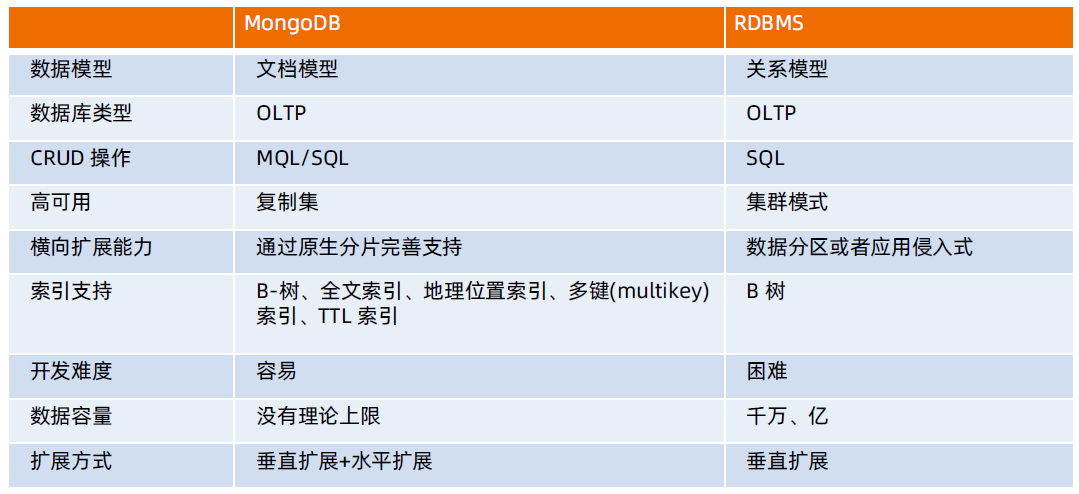 MongoDB RDBMS
数据模型 文档模型 关系模型
数据库类型 OLTP OLTP
CRUD 操作 MQL/SQL SQL
高可用 复制集 集群模式
横向扩展能力 通过原生分片完善支持 数据分区或者应用侵入式
索引支持 B-树、全文索引、地理位置索引、多键(multikey) B 树
索引、TTL 索引
开发难度 容易 困难
数据容量 没有理论上限 千万、亿
扩展方式 垂直扩展+水平扩展 垂直扩展